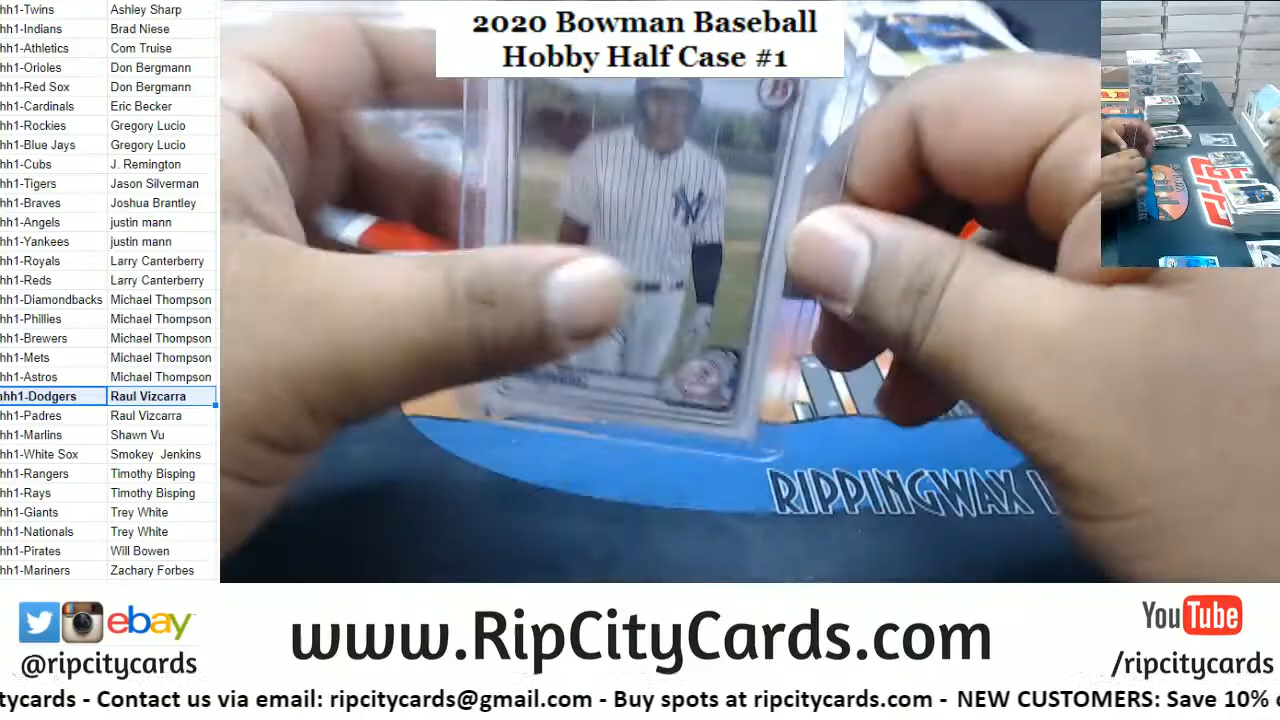 2020 Bowman Baseball
Hobby Half Case #1
hh1-Twins Ashley Sharp
hh1-Indians Brad Niese
hh1-Athletics Com Truise
hh1-Orioles Don Bergmann
hh1-Red Sox Don Bergmann
hh1-Cardinals Eric Becker
hh1-Rockies Gregory Lucio
hh1-Blue Jays Gregory Lucio
hh1-Cubs J. Remington
hh1-Tigers Jason Silverman
hh1-Braves Joshua Brantley
hh1-Angels justin mann
hh1-Yankees justin mann
hh1-Royals Larry Canterberry
hh1-Reds Larry Canterberry
hh1-Diamondbacks Michael Thompson
hh1-Phillies Michael Thompson
hh1-Brewers Michael Thompson
hh1-Mets Michael Thompson
hh1-Astros Michael Thompson
hh1-Dodgers Raul Vizcarra
hh1-Padres Raul Vizcarra
hh1-Marlins Shawn Vu
hh1-White Sox Smokey Jenkins
hh1-Rangers Timothy Bisping
hh1-Rays Timothy Bisping
hh1-Giants Trey White
hh1-Nationals Trey White
hh1-Pirates Will Bowen
hh1-Mariners Zachary Forbes
NY
RIPPINGWAX
ebay
@ripcitycards
www.RipCityCards.com
YouTube
/ripcitycards
tycards - Contact us via email: ripcitycards@gmail.com - Buy spots at ripcitycards.com - NEW CUSTOMERS: Save 10%